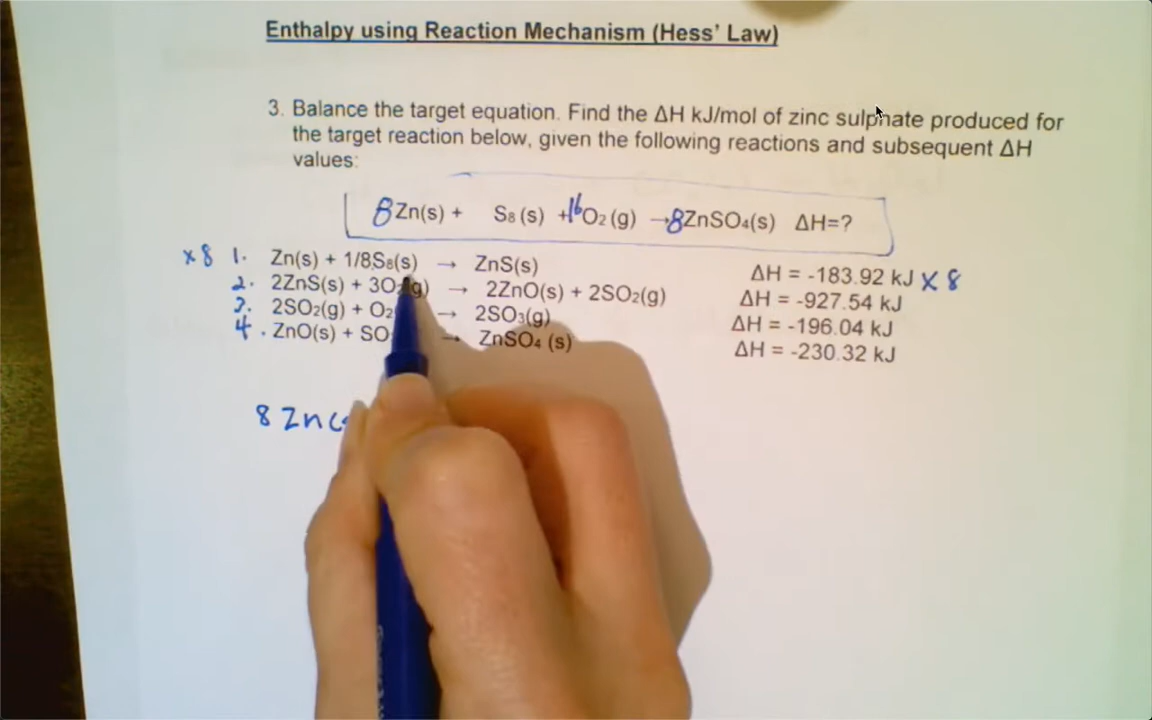 Enthalpy using Reaction Mechanism (Hess' Law)
3. Balance the target equation. Find the ΔH kJ/mol of zinc sulphate produced for
the target reaction below, given the following reactions and subsequent ΔH
values:
8Zn(s) + S₈ (s) +16O₂ (g) →8ZnSO₄(s) ΔH=?
x8 1. Zn(s) + 1/8S₈(s) → ZnS(s) ΔH = -183.92 kJ x 8
2. 2ZnS(s) + 3O g) → 2ZnO(s) + 2SO₂(g) ΔH = -927.54 kJ
3. 2SO₂(g) + O₂ → 2SO₃(g) ΔH = -196.04 kJ
4. ZnO(s) + SO → ZnSO₄ (s) ΔH = -230.32 kJ
8 Zn(